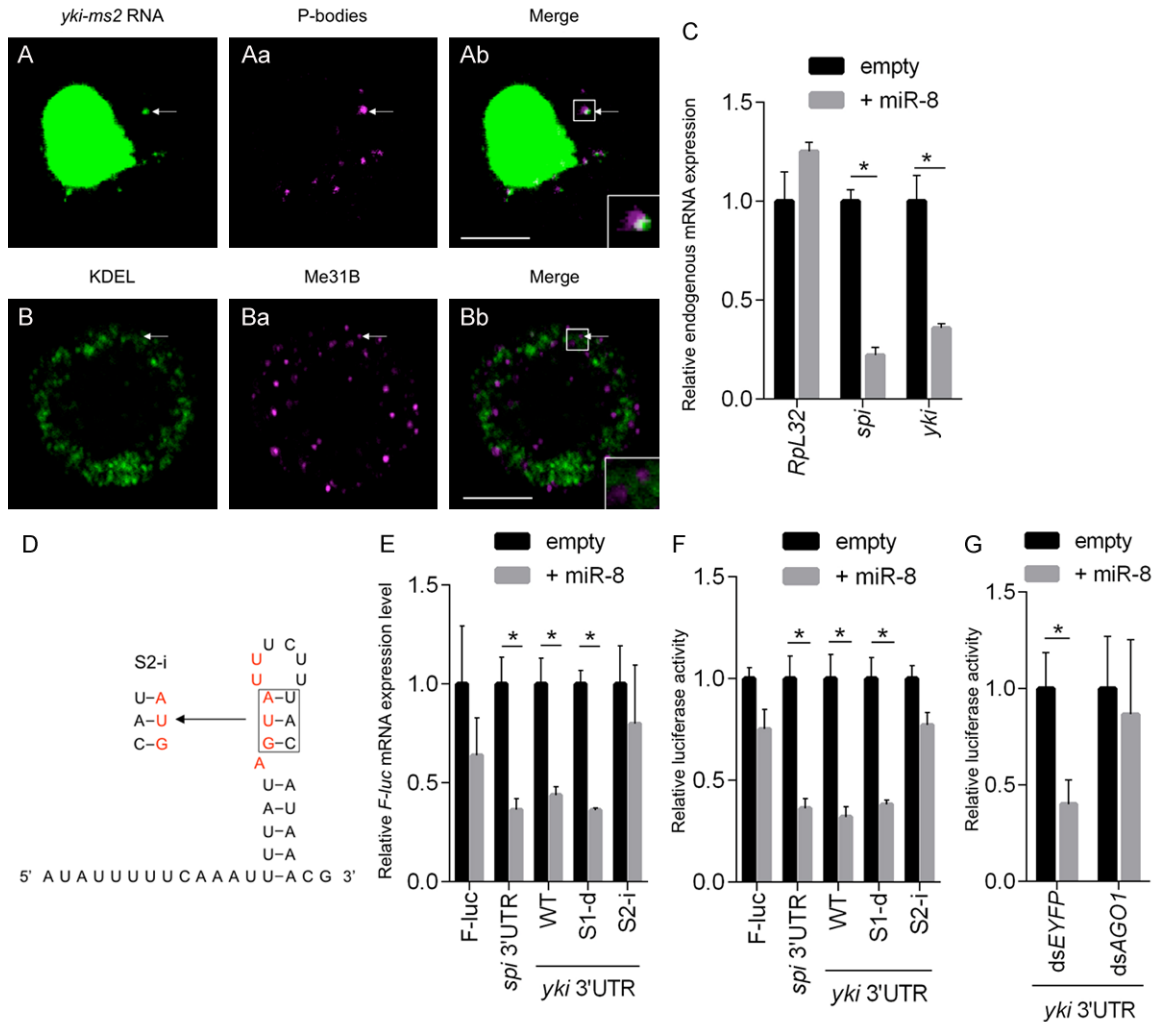 yki-ms2 RNA
P-bodies
Merge
A
Aa
Ab
KDEL
Me31B
Merge
B
Ba
Bb
C
empty
+ miR-8
Relative endogenous mRNA expression
1.5
1.0
0.5
0.0
RpL32
spi
yki
*
*
D
S2-i
U–A
A–U
C–G
U C
U U
U U
A–U
U–A
G–C
A
U–A
A–U
U–A
U–A
5' A U A U U U U U C A A A U U–A C G 3'
E
empty
+ miR-8
Relative F-luc mRNA expression level
1.5
1.0
0.5
0.0
* * *
F-luc
spi 3'UTR
WT
S1-d
S2-i
yki 3'UTR
F
empty
+ miR-8
Relative luciferase activity
1.5
1.0
0.5
0.0
* * *
F-luc
spi 3'UTR
WT
S1-d
S2-i
yki 3'UTR
G
empty
+ miR-8
Relative luciferase activity
1.5
1.0
0.5
0.0
*
dsEYFP
dsAGO1
yki 3'UTR